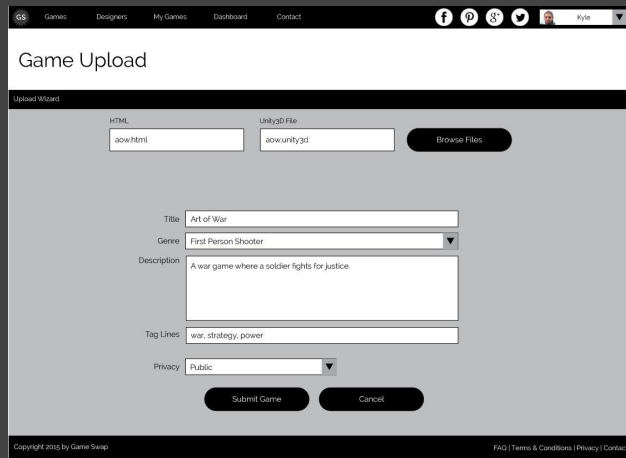 GS Games Designers My Games Dashboard Contact Kyle
Game Upload
Upload Wizard
HTML Unity3D File
aow.html aow.unity3d Browse Files
Title Art of War
Genre First Person Shooter
Description A war game where a soldier fights for justice.
Tag Lines war, strategy, power
Privacy Public
Submit Game Cancel
Copyright 2015 by Game Swap FAQ | Terms & Conditions | Privacy | Contac